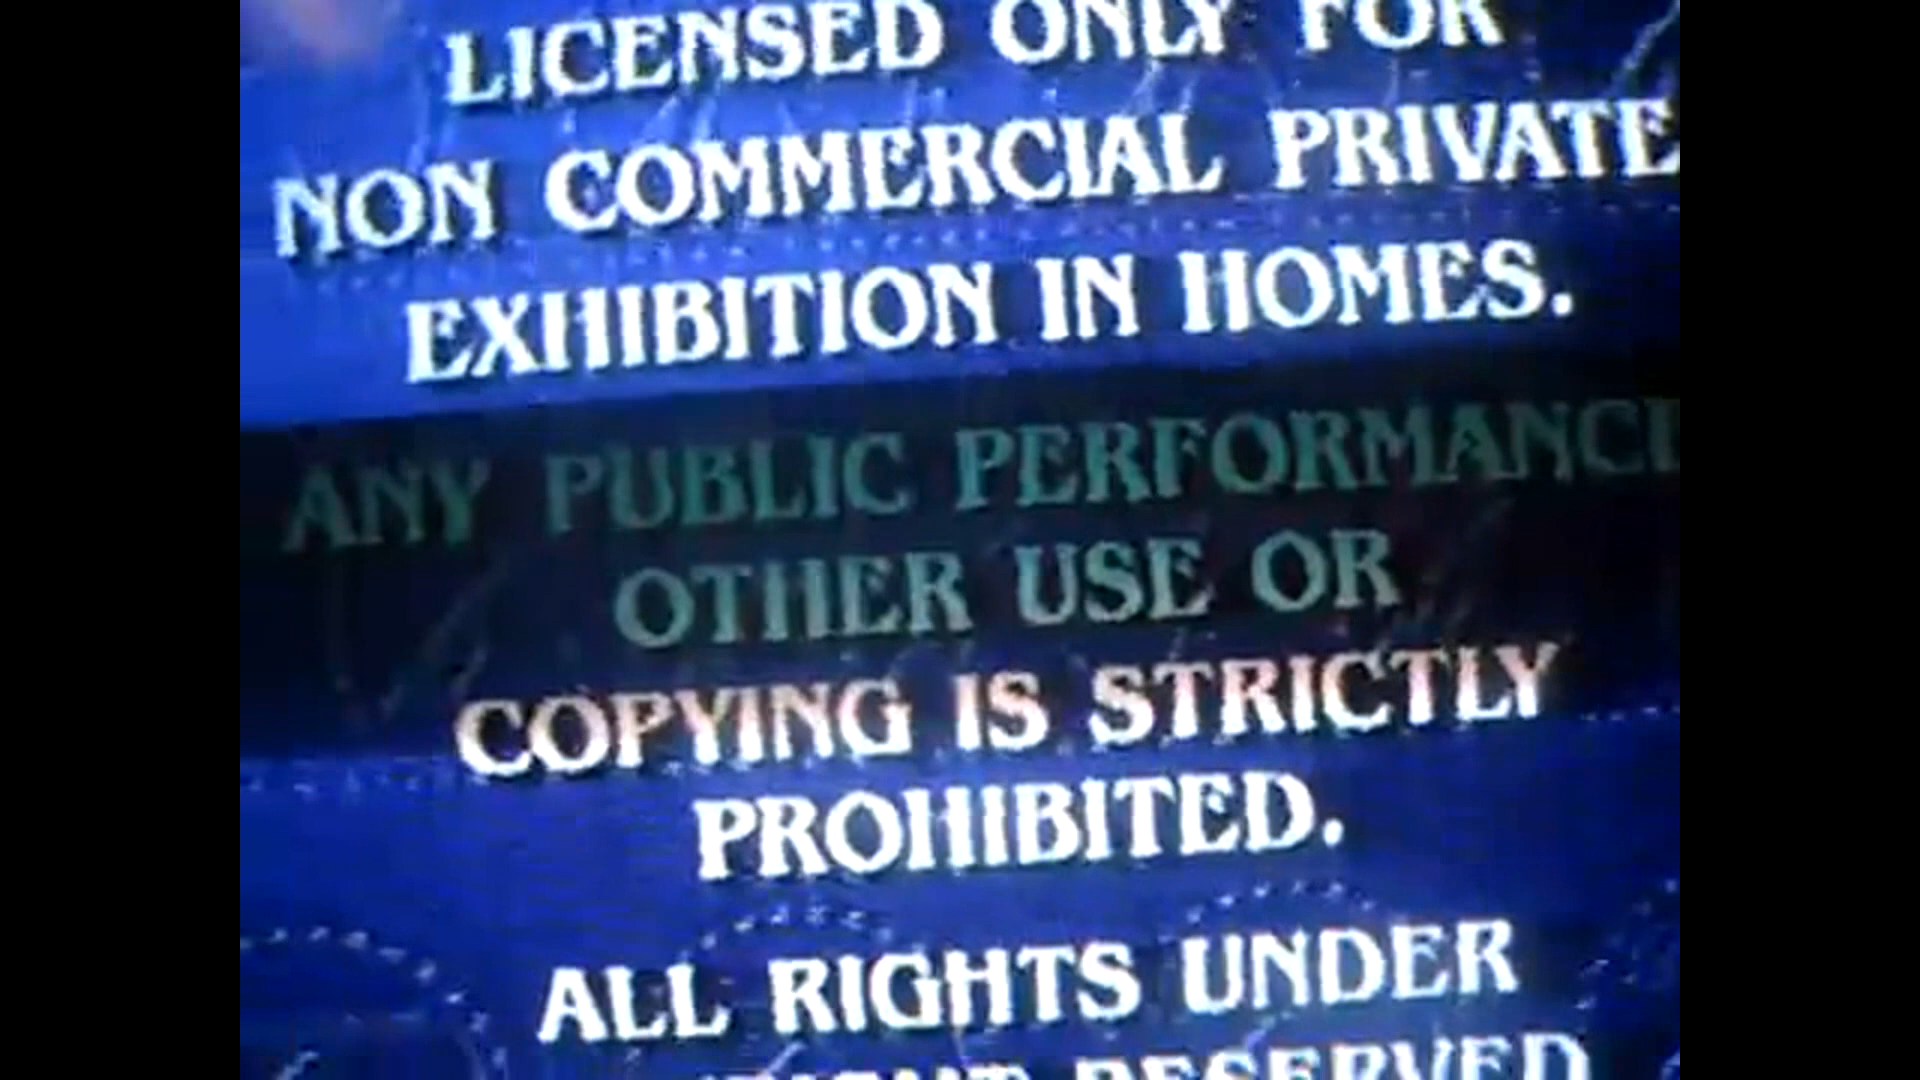 LICENSED ONLY FOR
NON COMMERCIAL PRIVATE
EXHIBITION IN HOMES.
ANY PUBLIC PERFORMANCE
OTHER USE OR
COPYING IS STRICTLY
PROHIBITED.
ALL RIGHTS UNDER
RESERVED